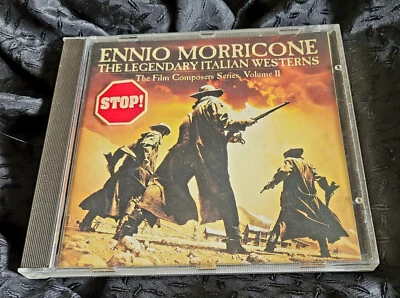 ENNIO MORRICONE
THE LEGENDARY ITALIAN WESTERNS
The Film Composers Series, Volume II
STOP!